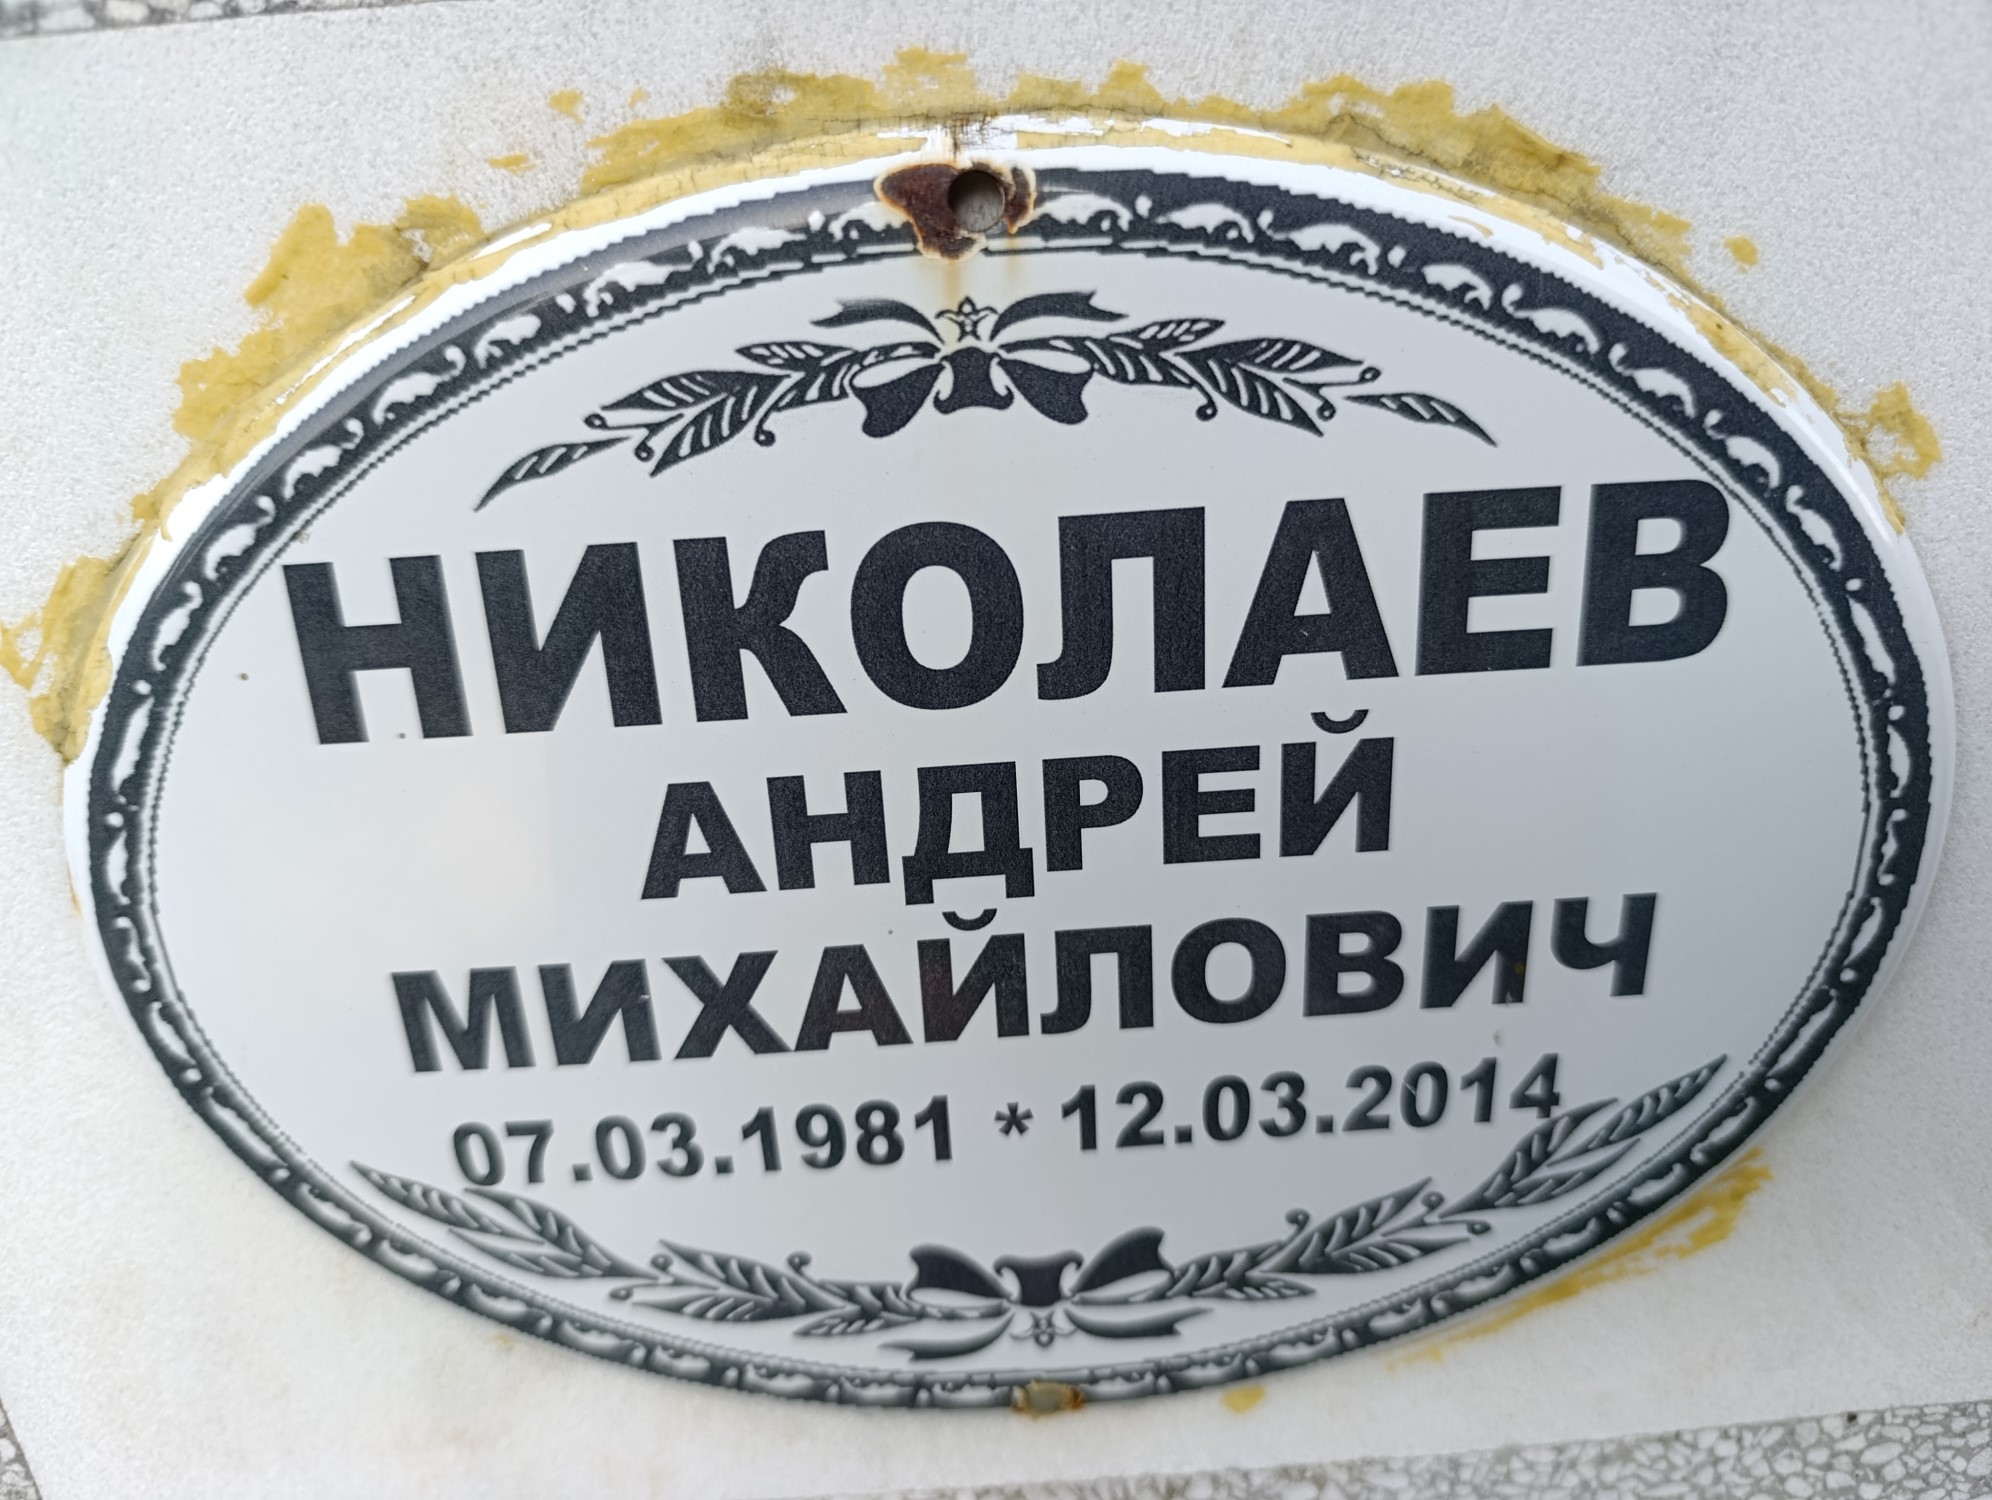 НИКОЛАЕВ
АНДРЕЙ
МИХАЙЛОВИЧ
07.03.1981 * 12.03.2014